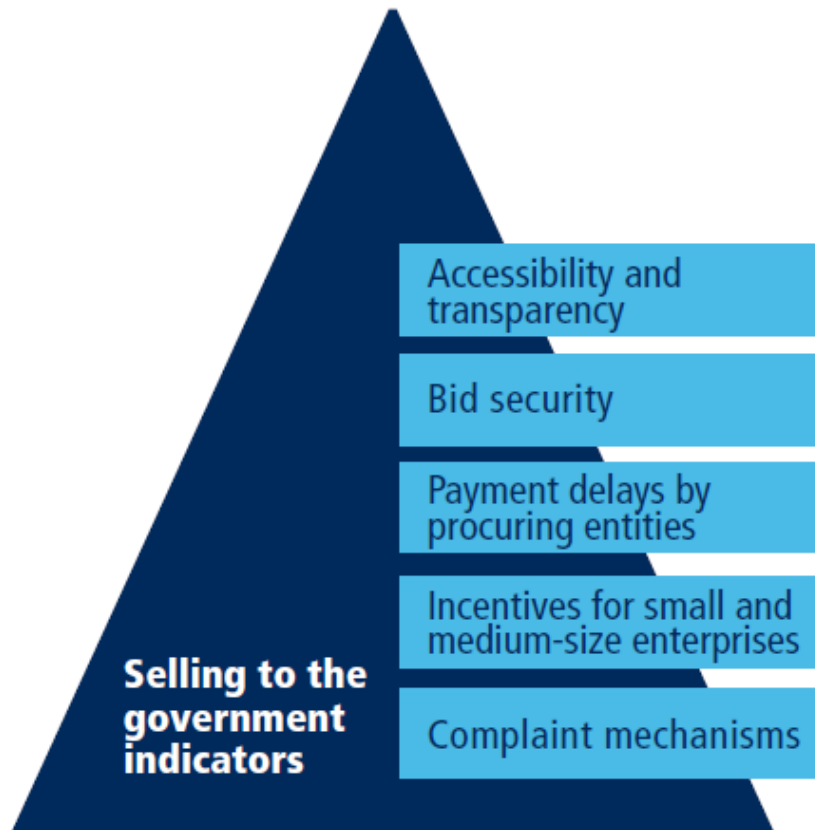 Accessibility and
transparency
Bid security
Payment delays by
procuring entities
Incentives for small and
medium-size enterprises
Complaint mechanisms
Selling to the
government
indicators